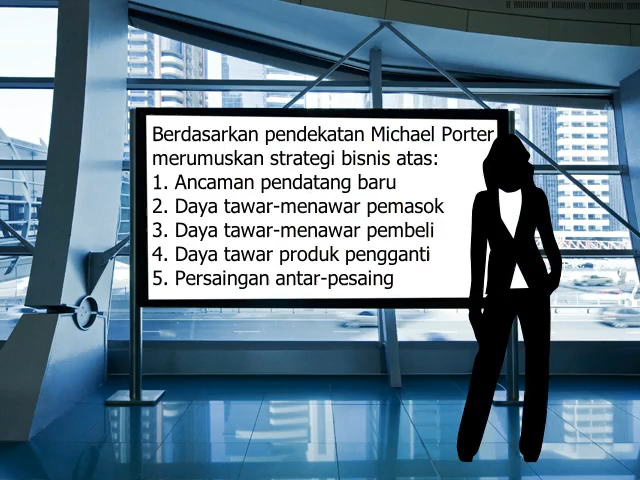 Berdasarkan pendekatan Michael Porter
merumuskan strategi bisnis atas:
1. Ancaman pendatang baru
2. Daya tawar-menawar pemasok
3. Daya tawar-menawar pembeli
4. Daya tawar produk pengganti
5. Persaingan antar-pesaing